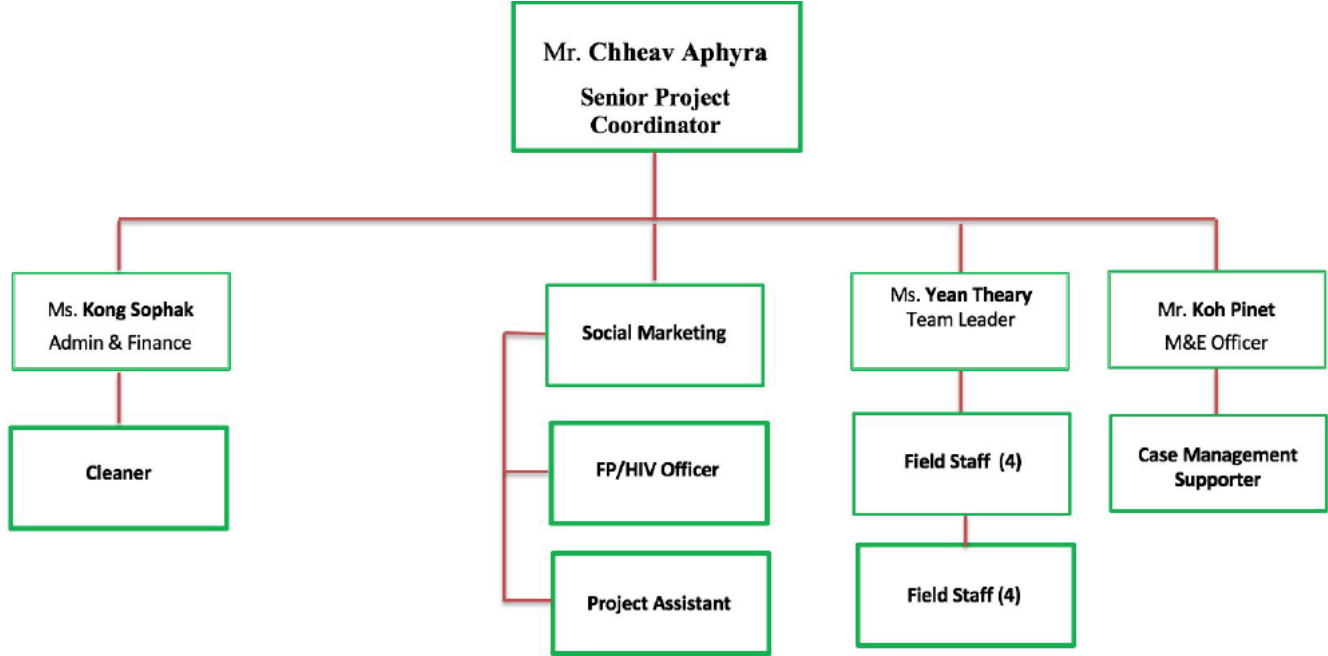 Mr. Chheav Aphyra
Senior Project
Coordinator
Ms. Kong Sophak
Admin & Finance
Social Marketing
Ms. Yean Theary
Team Leader
Mr. Koh Pinet
M&E Officer
Cleaner
FP/HIV Officer
Field Staff (4)
Case Management
Supporter
Project Assistant
Field Staff (4)